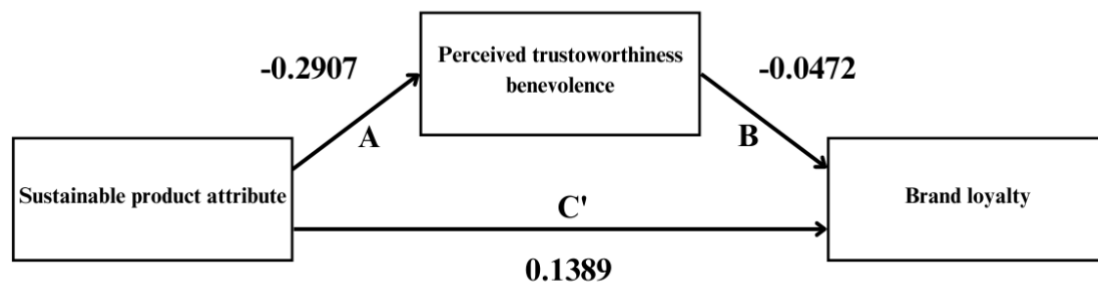 Perceived trustoworthiness
benevolence
-0.2907
-0.0472
A
B
Sustainable product attribute
Brand loyalty
C'
0.1389